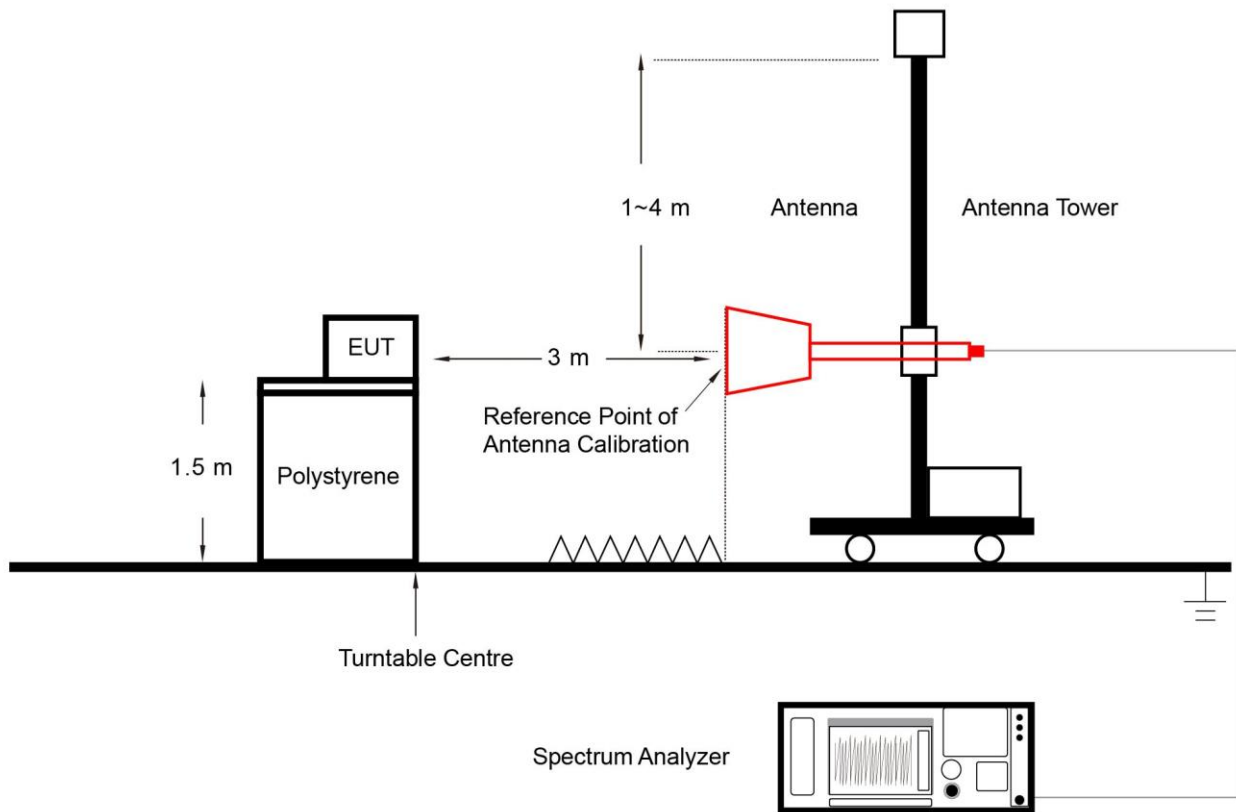 1~4 m
Antenna
Antenna Tower
EUT
3 m
Reference Point of
Antenna Calibration
1.5 m
Polystyrene
Turntable Centre
Spectrum Analyzer